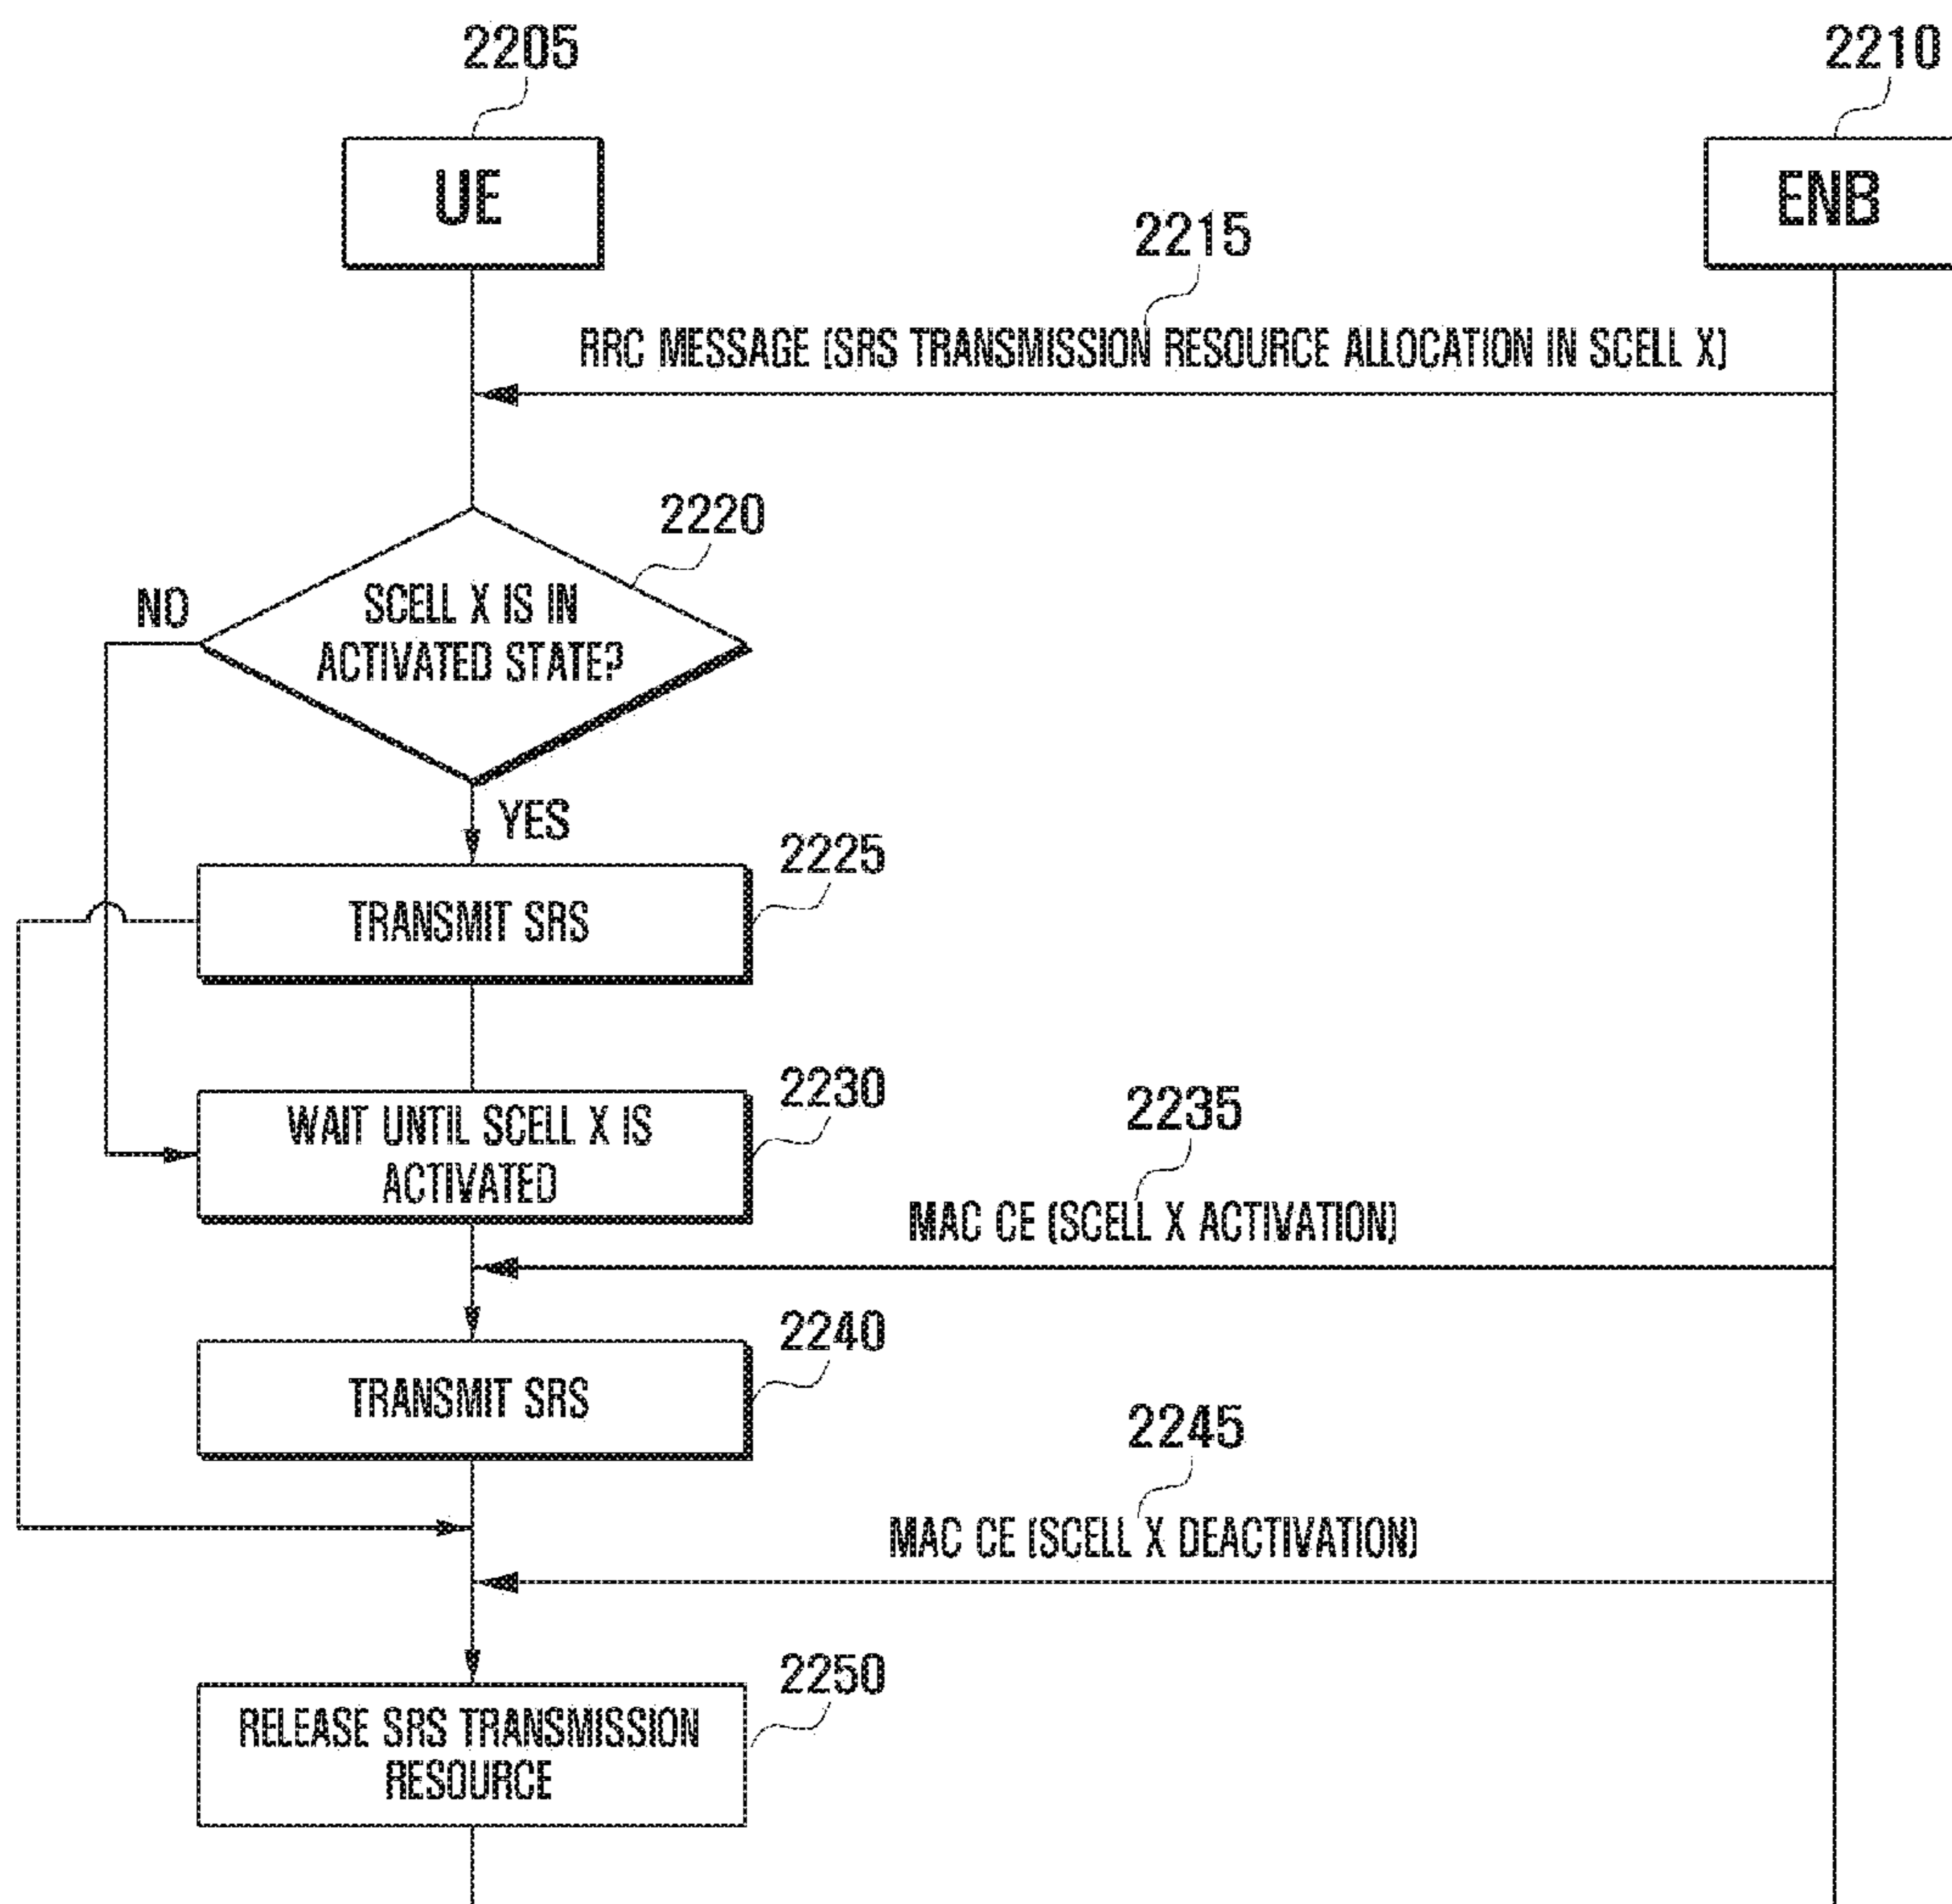 2205
2210
UE
ENB
2215
RRC MESSAGE (SRS TRANSMISSION RESOURCE ALLOCATION IN SCELL X)
2220
NO
SCELL X IS IN
ACTIVATED STATE?
YES
2225
TRANSMIT SRS
2230
WAIT UNTIL SCELL X IS
ACTIVATED
2235
MAC CE (SCELL X ACTIVATION)
2240
TRANSMIT SRS
2245
MAC CE (SCELL X DEACTIVATION)
2250
RELEASE SRS TRANSMISSION
RESOURCE